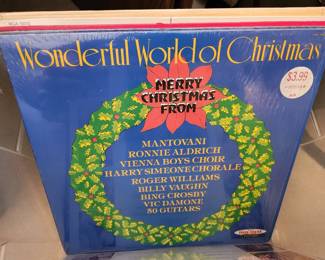 Wonderful World of Christmas
$3.99
MERRY
CHRISTMAS
FROM
MANTOVANI
RONNIE ALDRICH
VIENNA BOYS CHOIR
HARRY SIMEONE CHORALE
ROGER WILLIAMS
BILLY VAUGHN
BING CROSBY
VIC DAMONE
50 GUITARS